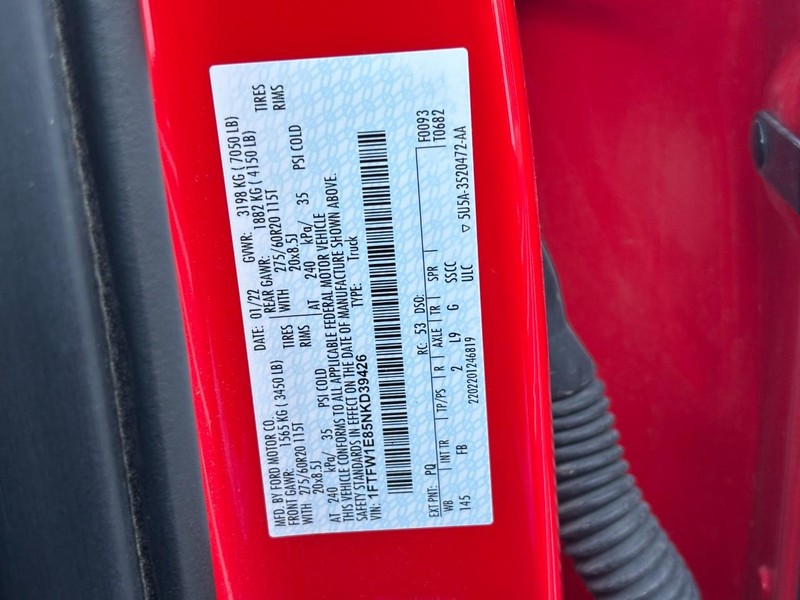 MFD. BY FORD MOTOR CO. DATE: 01/22 GVWR: 3198 KG (7050 LB)
FRONT GAWR: 1565 KG (3450 LB) REAR GAWR: 1882 KG (4150 LB)
WITH 275/60R20 115T TIRES WITH 275/60R20 115T TIRES
20x8.5J RIMS 20x8.5J RIMS
AT 240 kPa/ 35 PSI COLD AT 240 kPa/ 35 PSI COLD
THIS VEHICLE CONFORMS TO ALL APPLICABLE FEDERAL MOTOR VEHICLE
SAFETY STANDARDS IN EFFECT ON THE DATE OF MANUFACTURE SHOWN ABOVE.
VIN: 1FTFW1E85NKD39426 TYPE: Truck
F0093
EXT PNT: PQ RC: 53 DSO: T0682
WB INT TR TP/PS R AXLE TR SPR
145 FB 2 L9 G SSCC
2202201246819 ULC ▽ 5U5A-3520472-AA